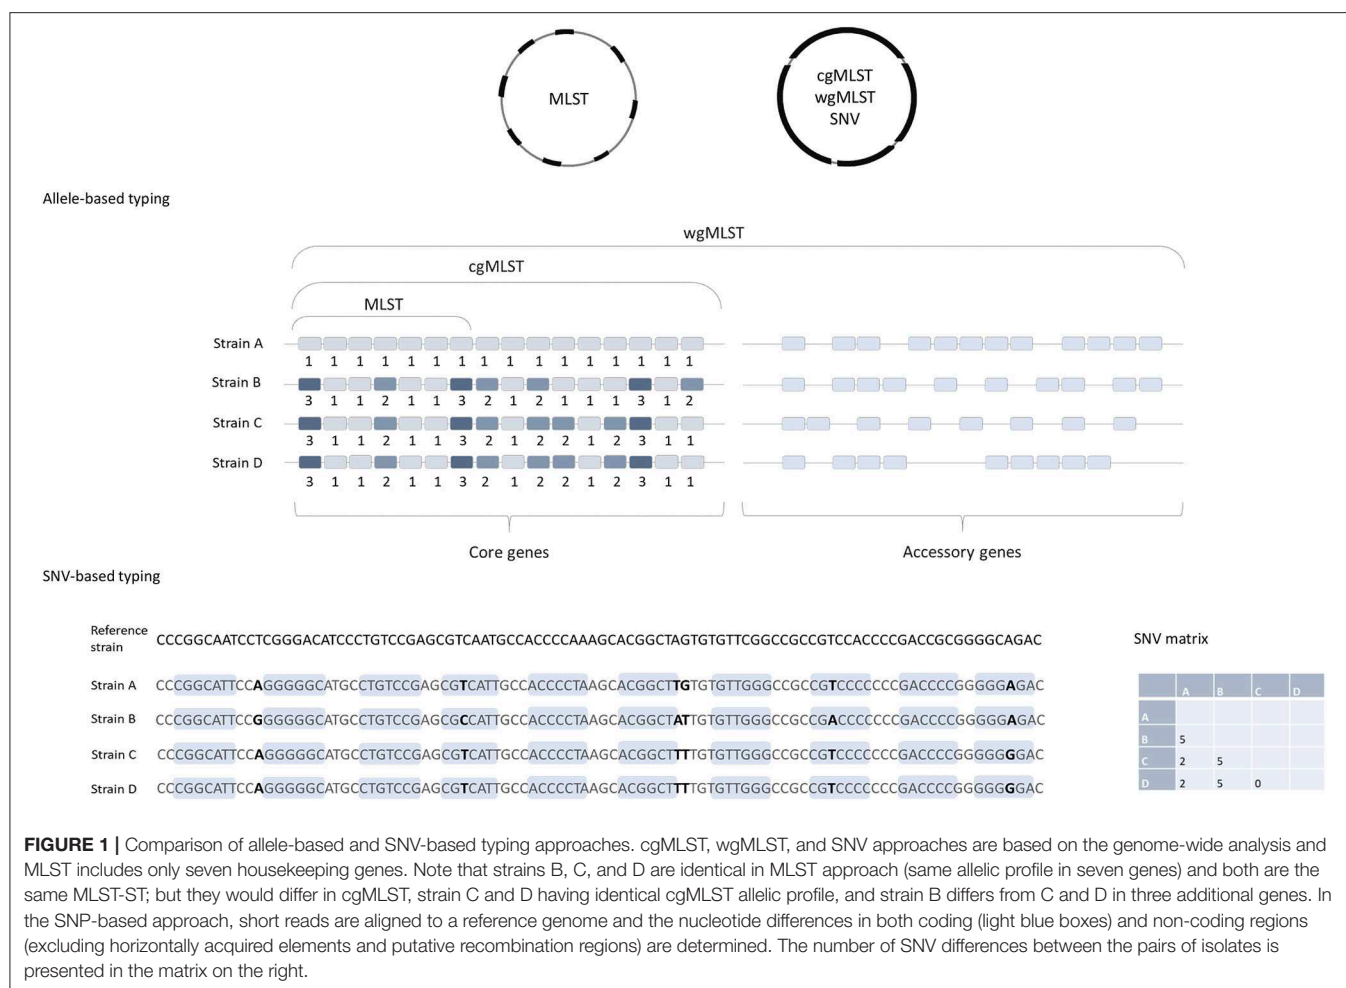 MLST
cgMLST
wgMLST
SNV
Allele-based typing
wgMLST
cgMLST
MLST
Strain A
1 1 1 1 1 1 1 1 1 1 1 1 1 1 1 1
Strain B
3 1 1 2 1 1 3 2 1 2 1 1 1 3 1 2
Strain C
3 1 1 2 1 1 3 2 1 2 2 1 2 3 1 1
Strain D
3 1 1 2 1 1 3 2 1 2 2 1 2 3 1 1
Core genes
Accessory genes
SNV-based typing
Reference
strain
CCCGGCAATCCTCGGGACATCCCTGTCCGAGCGTCAATGCCACCCCAAAGCACGGCTAGTGTGTTCGGCCGCCGTCCACCCCGACCGCGGGGCAGAC
Strain A CCCGGCATTCCAGGGGGCATGCCTGTCCGAGCGTCATTGCCACCCCTAAGCACGGCTTGTGTGTTGGGCCGCCGTCCCCCCCGACCCCGGGGGAGAC
Strain B CCCGGCATTCCGGGGGGCATGCCTGTCCGAGCGCCATTGCCACCCCTAAGCACGGCTATTGTGTTGGGCCGCCGACCCCCCCGACCCCGGGGGAGAC
Strain C CCCGGCATTCCAGGGGGCATGCCTGTCCGAGCGTCATTGCCACCCCTAAGCACGGCTTTTGTGTTGGGCCGCCGTCCCCCCCGACCCCGGGGGGGAC
Strain D CCCGGCATTCCAGGGGGCATGCCTGTCCGAGCGTCATTGCCACCCCTAAGCACGGCTTTTGTGTTGGGCCGCCGTCCCCCCCGACCCCGGGGGGGAC
SNV matrix
A B C D
A
B 5
C 2 5
D 2 5 0
FIGURE 1 | Comparison of allele-based and SNV-based typing approaches. cgMLST, wgMLST, and SNV approaches are based on the genome-wide analysis and
MLST includes only seven housekeeping genes. Note that strains B, C, and D are identical in MLST approach (same allelic profile in seven genes) and both are the
same MLST-ST; but they would differ in cgMLST, strain C and D having identical cgMLST allelic profile, and strain B differs from C and D in three additional genes. In
the SNP-based approach, short reads are aligned to a reference genome and the nucleotide differences in both coding (light blue boxes) and non-coding regions
(excluding horizontally acquired elements and putative recombination regions) are determined. The number of SNV differences between the pairs of isolates is
presented in the matrix on the right.